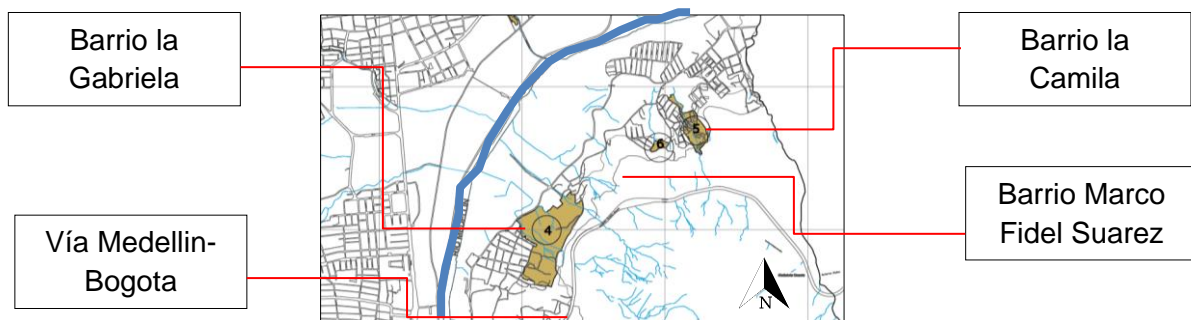 Barrio la
Gabriela
Barrio la
Camila
5
6
Barrio Marco
Fidel Suarez
4
Vía Medellin-
Bogota
N